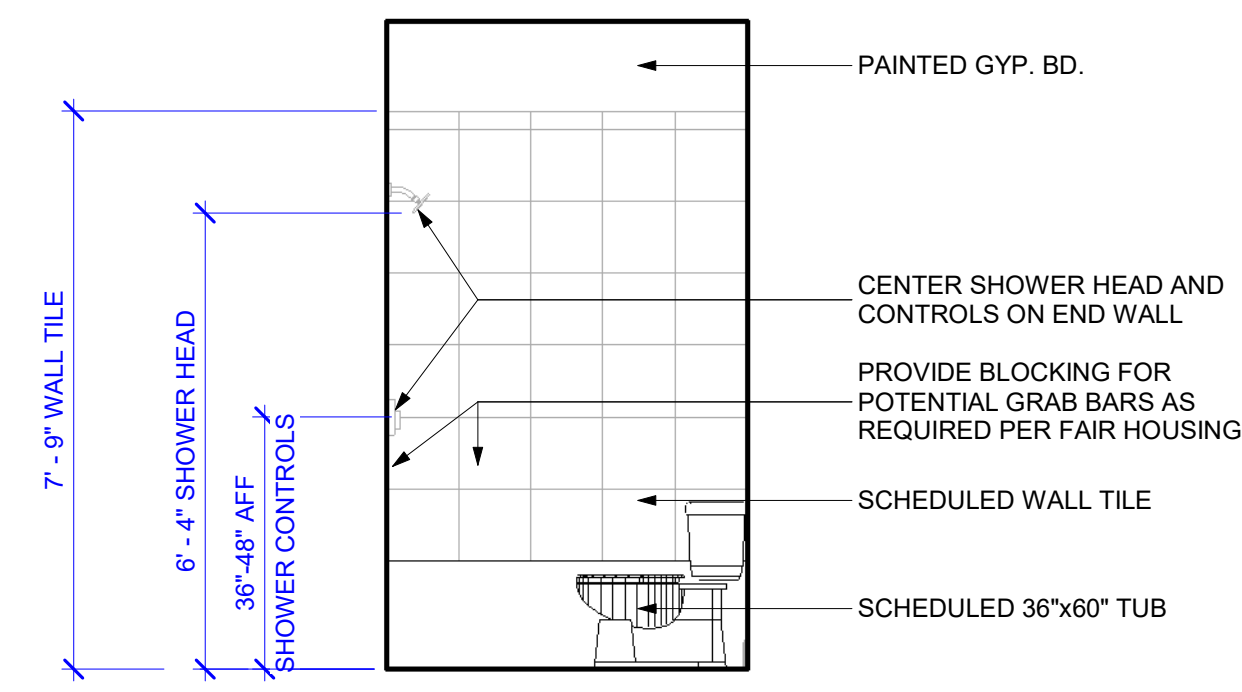 PAINTED GYP. BD.
CENTER SHOWER HEAD AND
CONTROLS ON END WALL
PROVIDE BLOCKING FOR
POTENTIAL GRAB BARS AS
REQUIRED PER FAIR HOUSING
SCHEDULED WALL TILE
SCHEDULED 36"x60" TUB
7' - 9" WALL TILE
6' - 4" SHOWER HEAD
36"-48" AFF
SHOWER CONTROLS